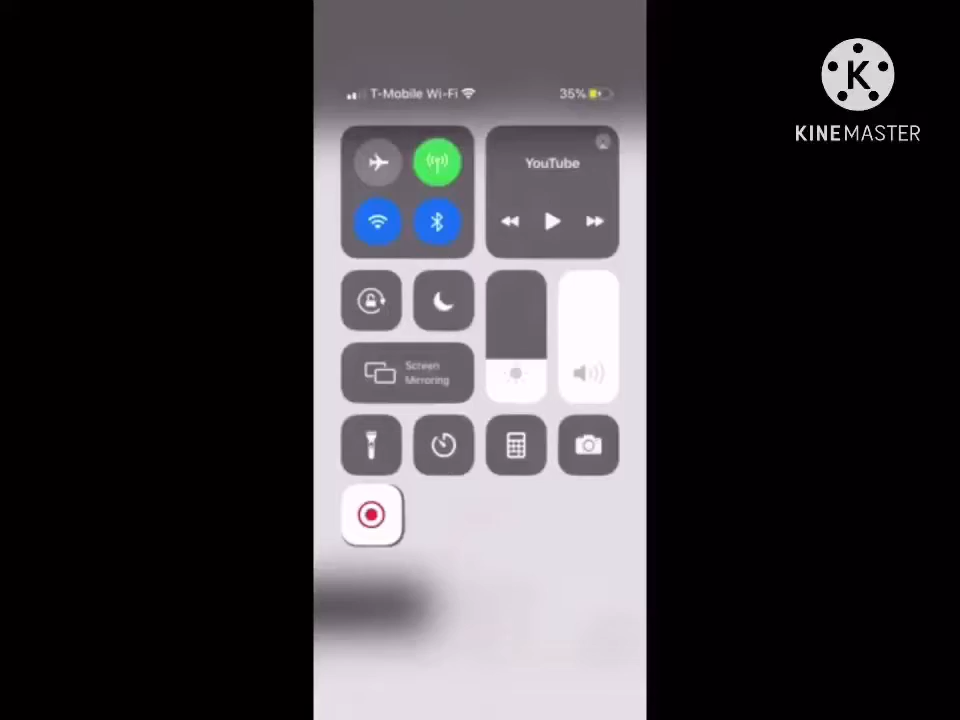 T-Mobile Wi-Fi
35%
K
KINEMASTER
YouTube
Screen
Mirroring